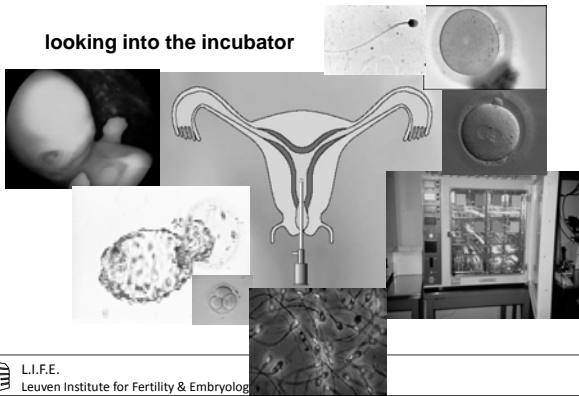 looking into the incubator
L.I.F.E.
Leuven Institute for Fertility & Embryolog